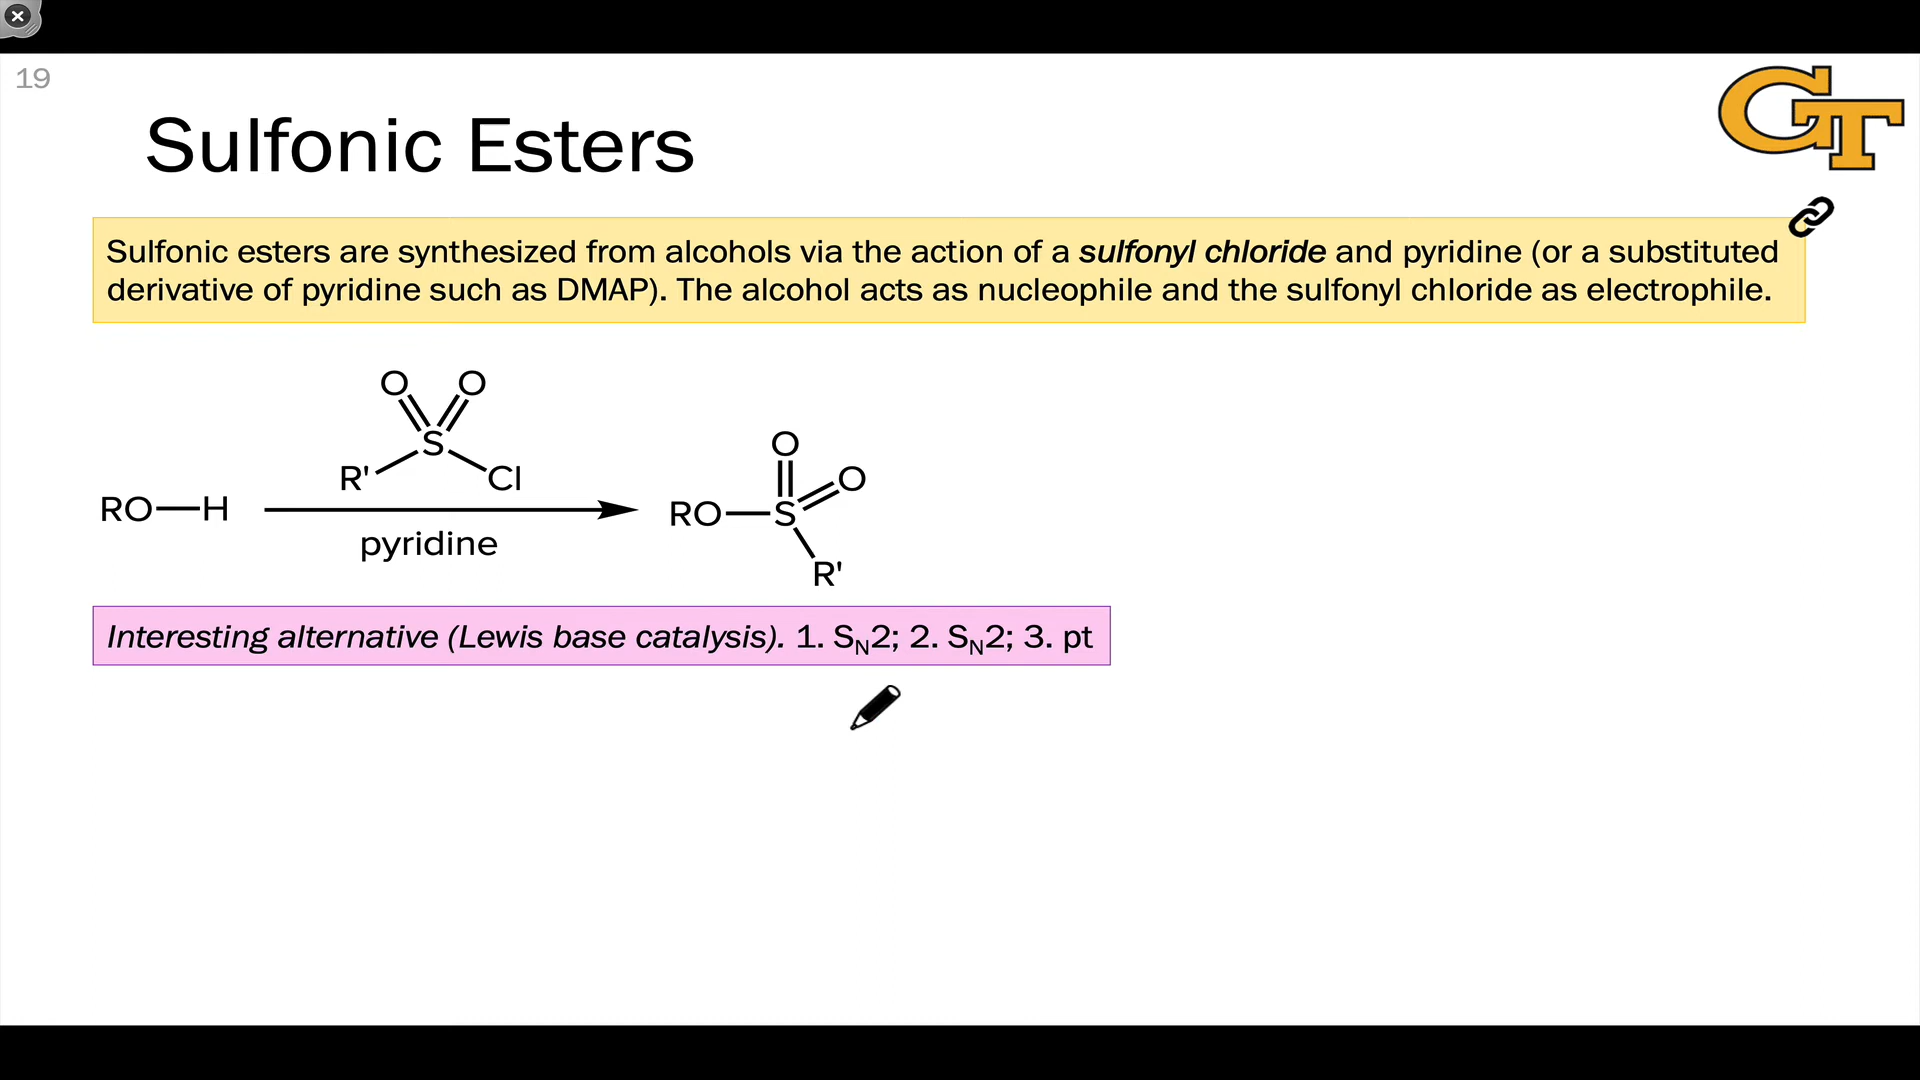 19
GT
Sulfonic Esters
Sulfonic esters are synthesized from alcohols via the action of a sulfonyl chloride and pyridine (or a substituted
derivative of pyridine such as DMAP). The alcohol acts as nucleophile and the sulfonyl chloride as electrophile.
O O
S
R' Cl
RO—H
pyridine
O
O
RO—S
R'
Interesting alternative (Lewis base catalysis). 1. SN2; 2. SN2; 3. pt